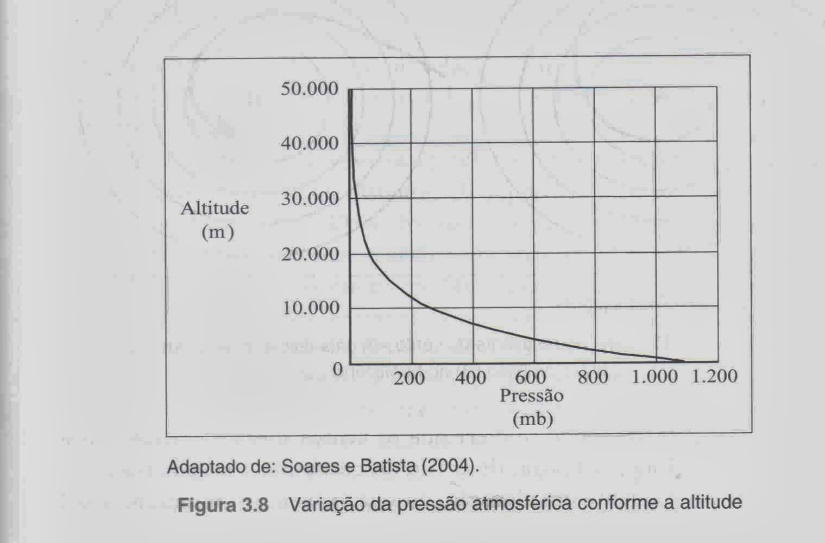 50.000
40.000
30.000
Altitude
(m)
20.000
10.000
0
200 400 600 800 1.000 1.200
Pressão
(mb)
Adaptado de: Soares e Batista (2004).
Figura 3.8 Variação da pressão atmosférica conforme a altitude